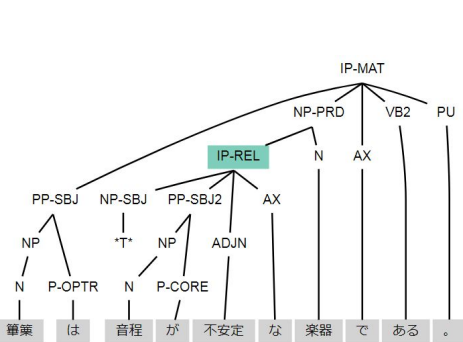 IP-MAT
NP-PRD VB2 PU
IP-REL N AX
PP-SBJ NP-SBJ PP-SBJ2 AX
NP *T* NP ADJN
N P-OPTR N P-CORE
篳篥 は 音程 が 不安定 な 楽器 で ある 。